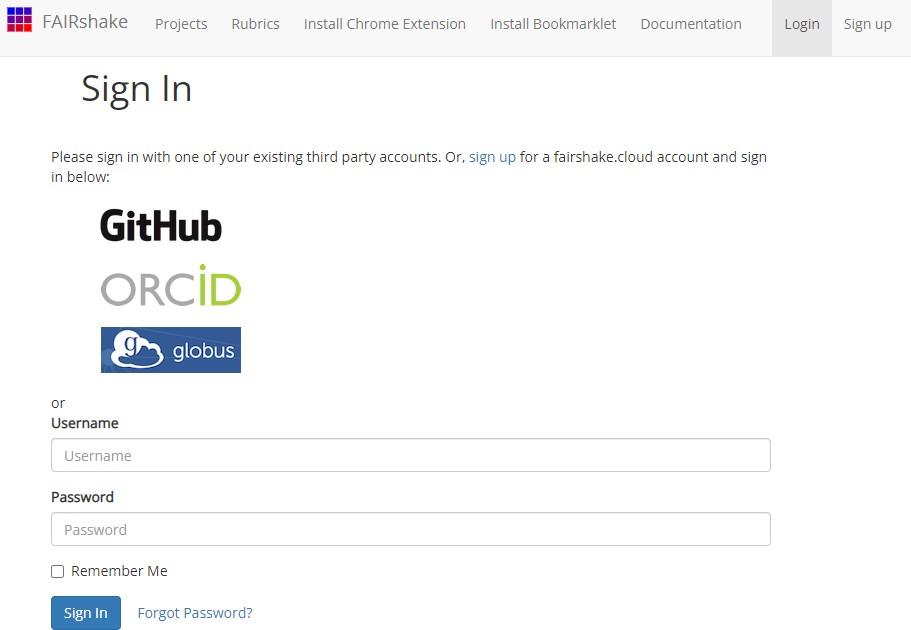 FAIRshake Projects Rubrics Install Chrome Extension Install Bookmarklet Documentation Login Sign up
Sign In
Please sign in with one of your existing third party accounts. Or, sign up for a fairshake.cloud account and sign
in below:
GitHub
ORCiD
g globus
or
Username
Username
Password
Password
Remember Me
Sign In Forgot Password?